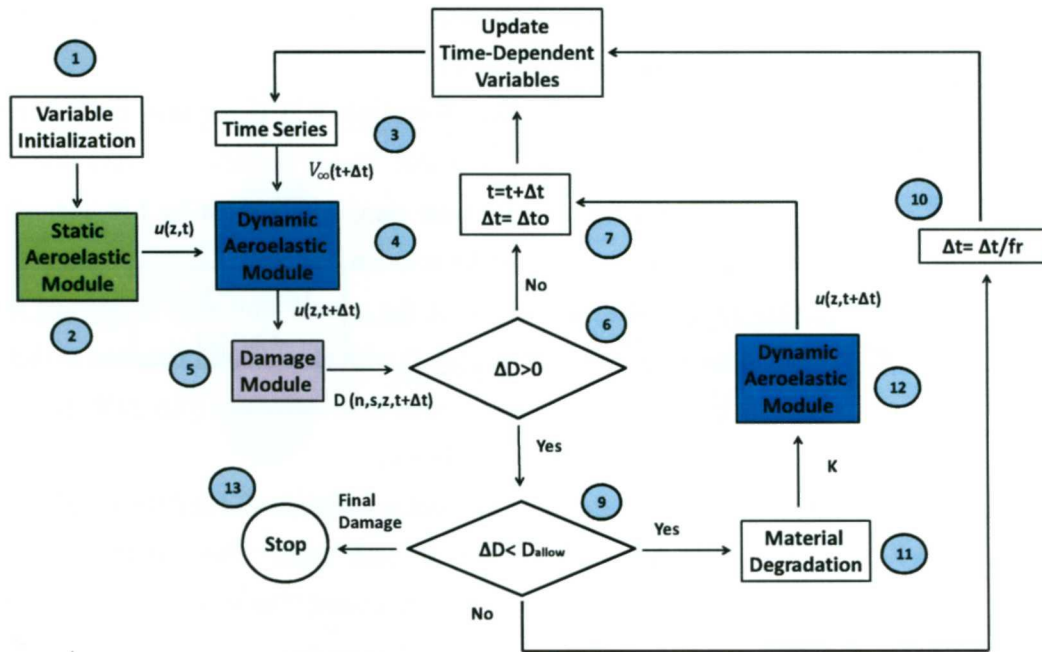 1
Variable
Initialization
Static
Aeroelastic
Module
2
u(z,t)
Update
Time-Dependent
Variables
Time Series
3
V∞(t+Δt)
Dynamic
Aeroelastic
Module
4
u(z,t+Δt)
5
Damage
Module
D (n,s,z,t+Δt)
t=t+Δt
Δt= Δto
7
No
6
ΔD>0
Yes
13
Stop
Final
Damage
9
ΔD< Dallow
No
Yes
Material
Degradation
11
K
Dynamic
Aeroelastic
Module
12
u(z,t+Δt)
10
Δt= Δt/fr